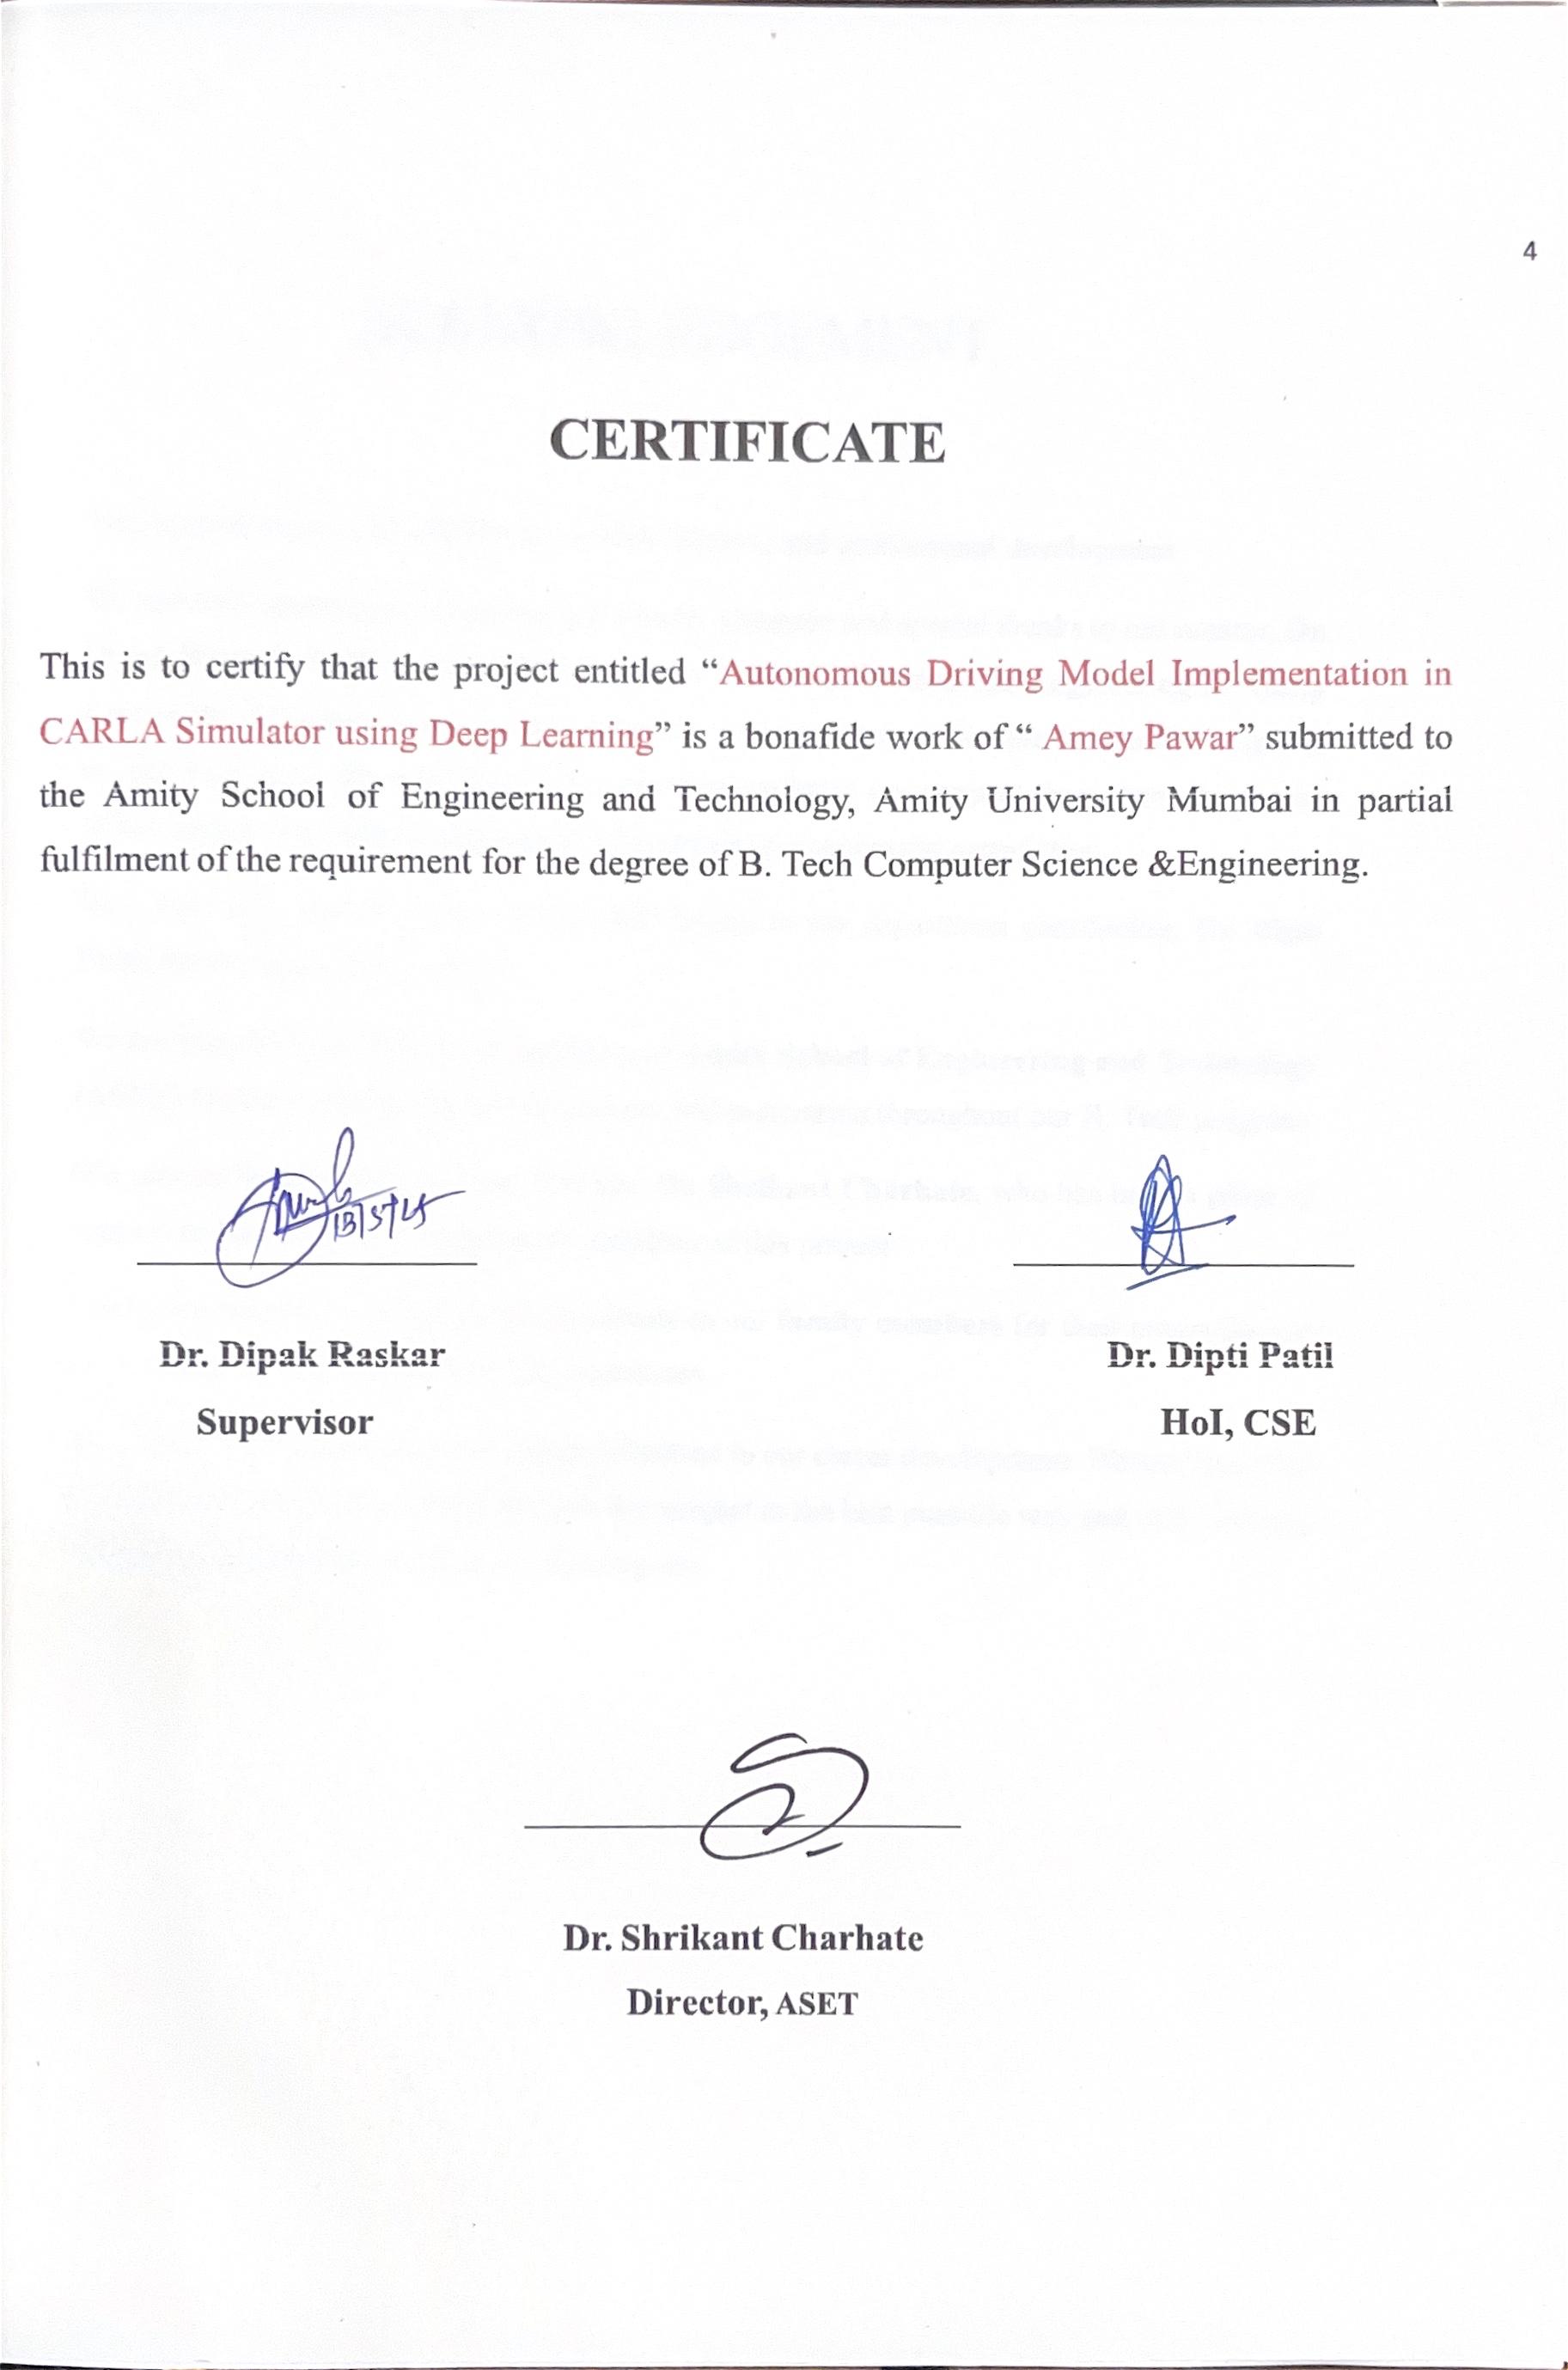 4
CERTIFICATE
This is to certify that the project entitled “Autonomous Driving Model Implementation in
CARLA Simulator using Deep Learning” is a bonafide work of “ Amey Pawar” submitted to
the Amity School of Engineering and Technology, Amity University Mumbai in partial
fulfilment of the requirement for the degree of B. Tech Computer Science &Engineering.
13/5/25
Dr. Dipak Raskar
Supervisor
Dr. Dipti Patil
HoI, CSE
Dr. Shrikant Charhate
Director, ASET